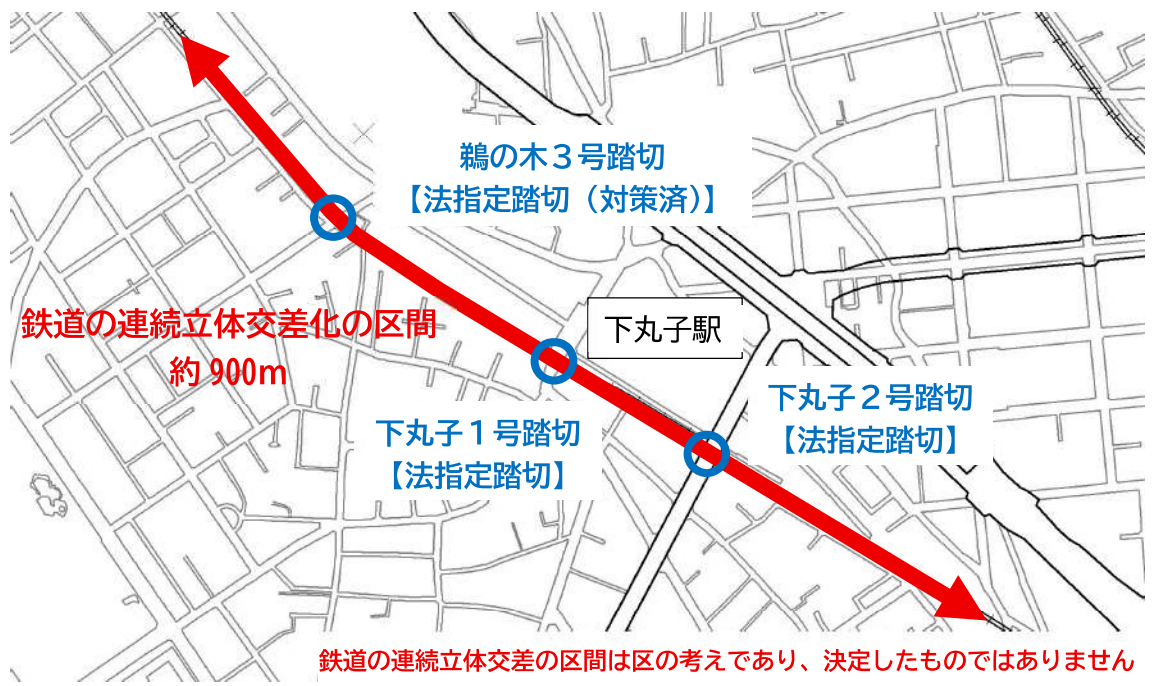 鵜の木３号踏切
【法指定踏切（対策済）】
鉄道の連続立体交差化の区間
約 900m
下丸子駅
下丸子１号踏切
【法指定踏切】
下丸子２号踏切
【法指定踏切】
鉄道の連続立体交差の区間は区の考えであり、決定したものではありません